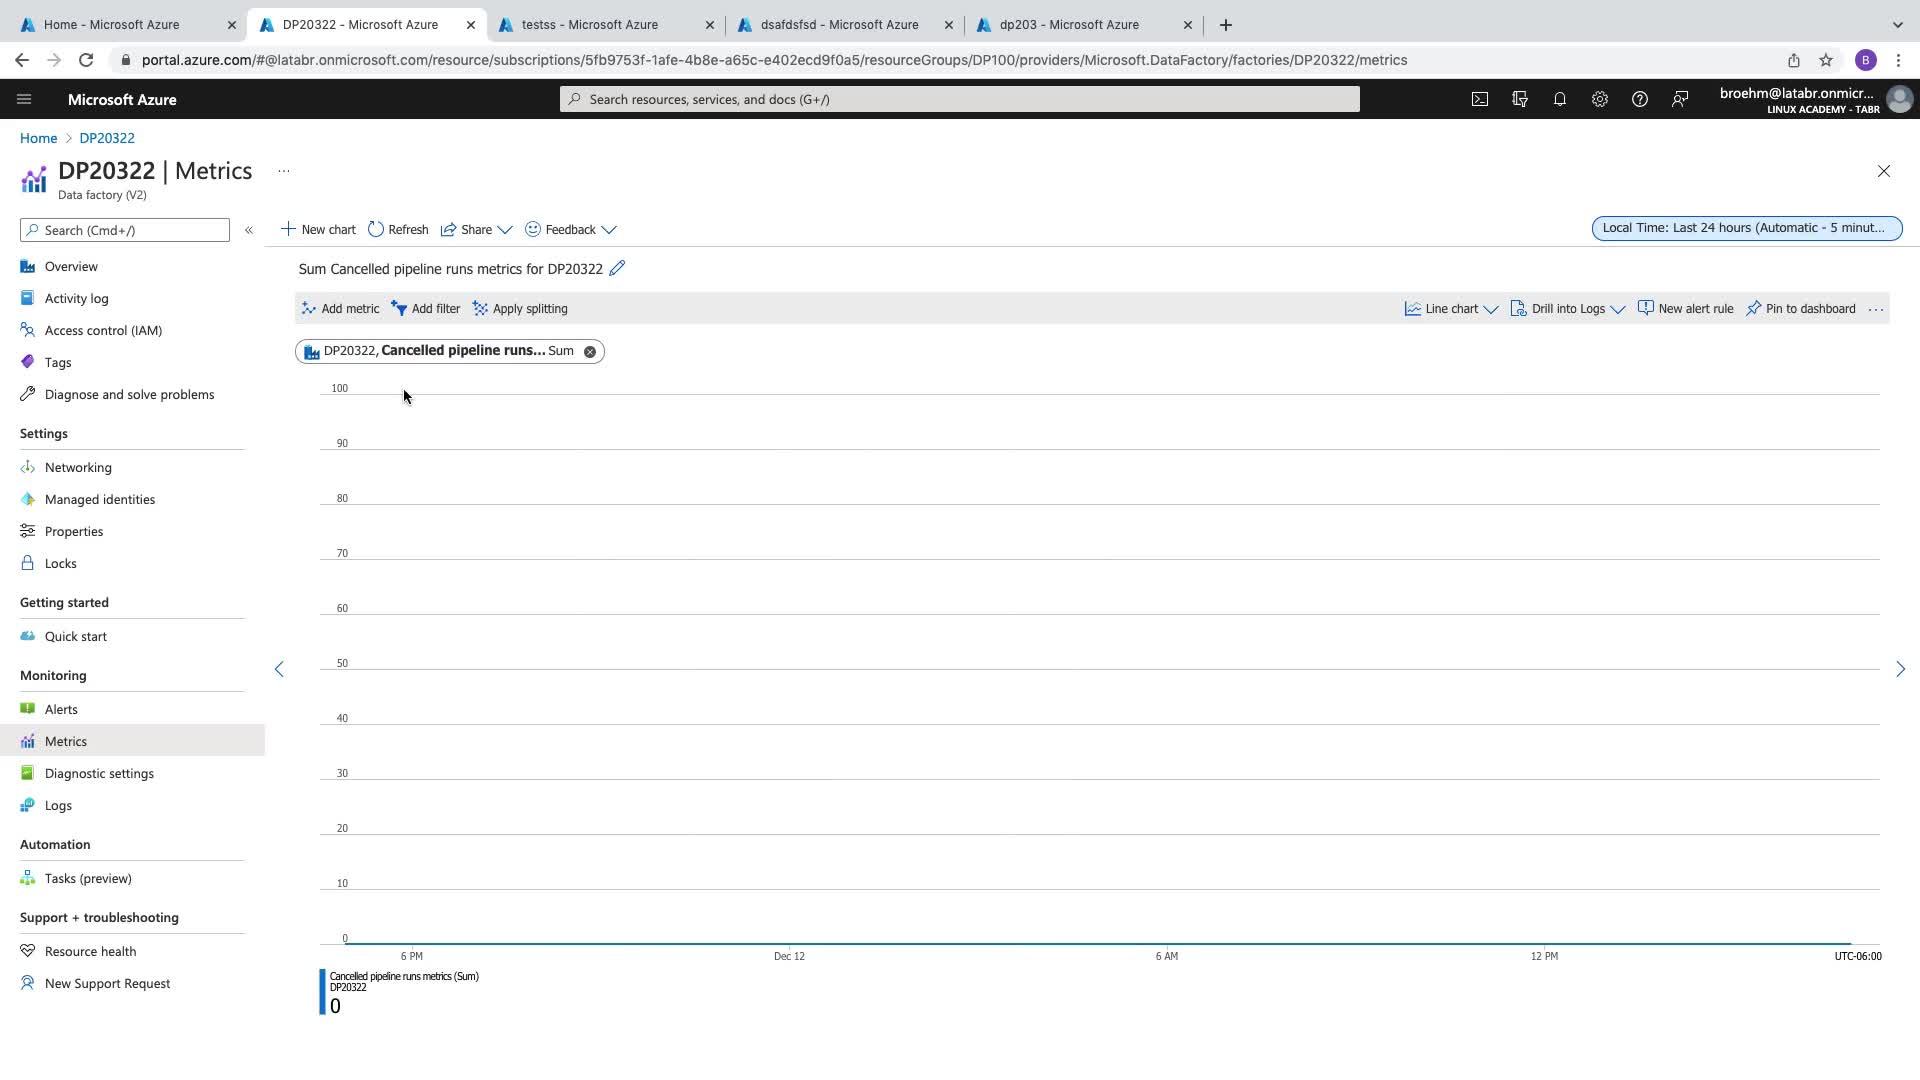 Home - Microsoft Azure
DP20322 - Microsoft Azure
testss - Microsoft Azure
dsafdsfsd - Microsoft Azure
dp203 - Microsoft Azure
portal.azure.com/#@latabr.onmicrosoft.com/resource/subscriptions/5fb9753f-1afe-4b8e-a65c-e402ecd9f0a5/resourceGroups/DP100/providers/Microsoft.DataFactory/factories/DP20322/metrics
B
Microsoft Azure
Search resources, services, and docs (G+/)
broehm@latabr.onmicr...
LINUX ACADEMY - TABR
Home > DP20322
DP20322 | Metrics ...
Data factory (V2)
Search (Cmd+/)
Overview
Activity log
Access control (IAM)
Tags
Diagnose and solve problems
Settings
Networking
Managed identities
Properties
Locks
Getting started
Quick start
Monitoring
Alerts
Metrics
Diagnostic settings
Logs
Automation
Tasks (preview)
Support + troubleshooting
Resource health
New Support Request
New chart
Refresh
Share
Feedback
Local Time: Last 24 hours (Automatic - 5 minut...
Sum Cancelled pipeline runs metrics for DP20322
Add metric
Add filter
Apply splitting
Line chart
Drill into Logs
New alert rule
Pin to dashboard
...
DP20322, Cancelled pipeline runs... Sum
100
90
80
70
60
50
40
30
20
10
0
6 PM
Dec 12
6 AM
12 PM
UTC-06:00
Cancelled pipeline runs metrics (Sum)
DP20322
0